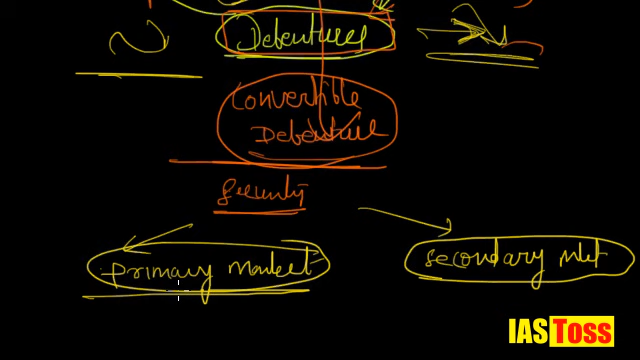 Debentures
Convertible
Debenture
Security
primary market
secondary mkt
IASToss